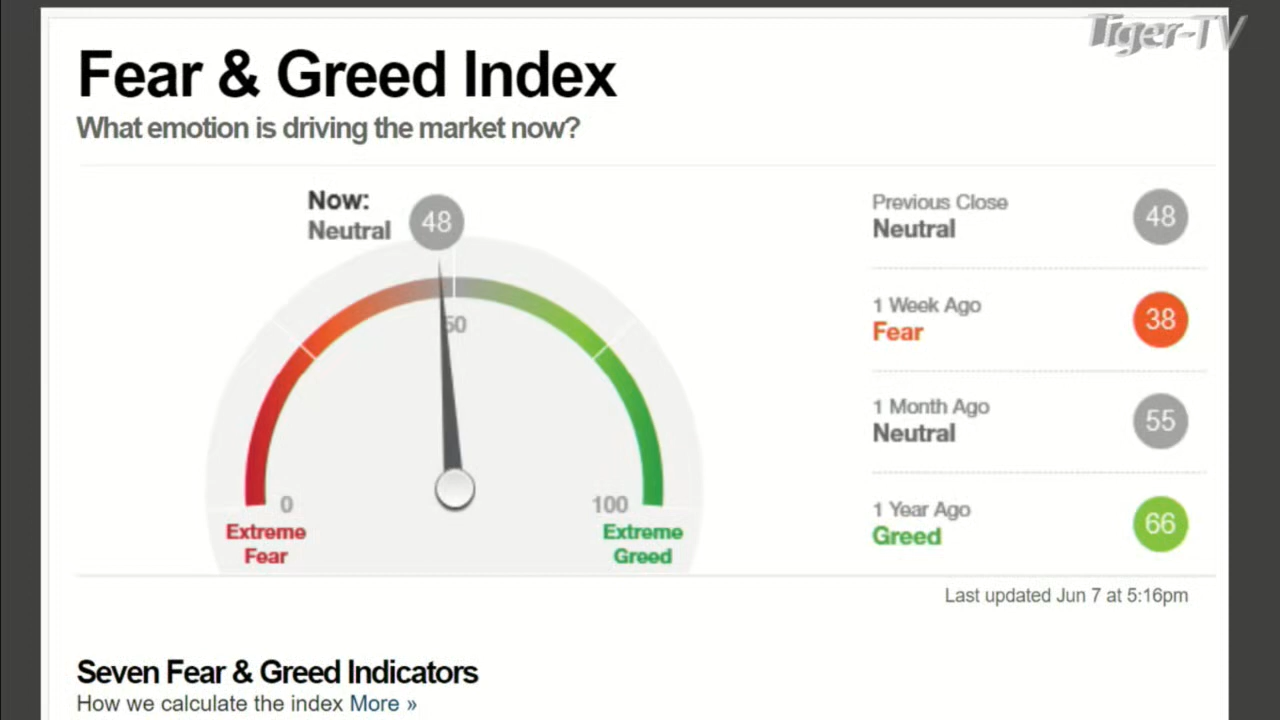 Tiger-TV
Fear & Greed Index
What emotion is driving the market now?
Now:
Neutral
48
50
0
100
Extreme
Fear
Extreme
Greed
Previous Close
Neutral
48
1 Week Ago
Fear
38
1 Month Ago
Neutral
55
1 Year Ago
Greed
66
Last updated Jun 7 at 5:16pm
Seven Fear & Greed Indicators
How we calculate the index More »